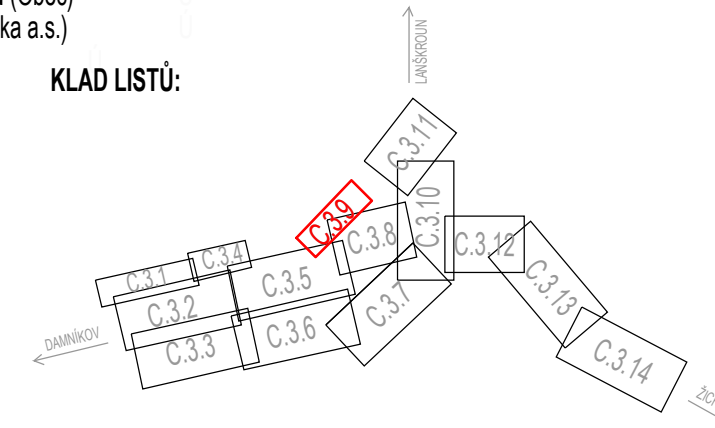 ka a.s.)
KLAD LISTŮ:
LANŠKROUN
C.3.11
C.3.10
C.3.9
C.3.8
C.3.12
C.3.4
C.3.5
C.3.1
C.3.2
C.3.7
C.3.13
C.3.6
C.3.3
DAMNÍKOV
C.3.14